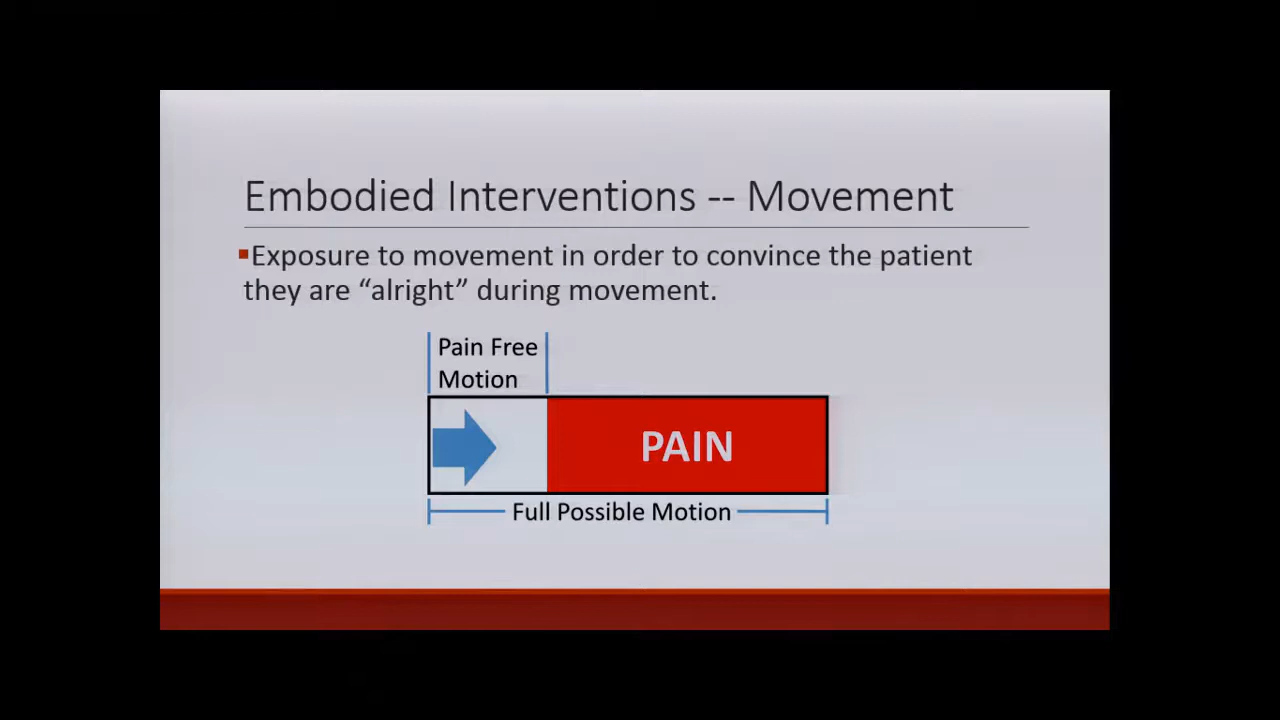 Embodied Interventions -- Movement
▪Exposure to movement in order to convince the patient
they are “alright” during movement.
Pain Free
Motion
PAIN
Full Possible Motion